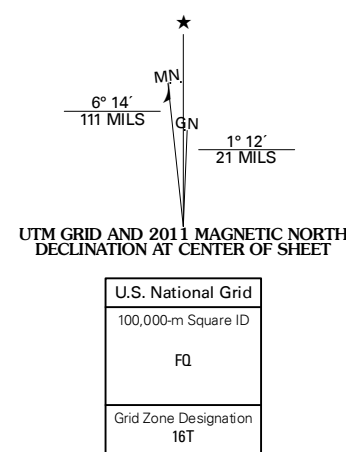 ★
M.N.
6° 14´
111 MILS
GN
1° 12´
21 MILS
UTM GRID AND 2011 MAGNETIC NORTH
DECLINATION AT CENTER OF SHEET
U.S. National Grid
100,000-m Square ID
FQ
Grid Zone Designation
16T